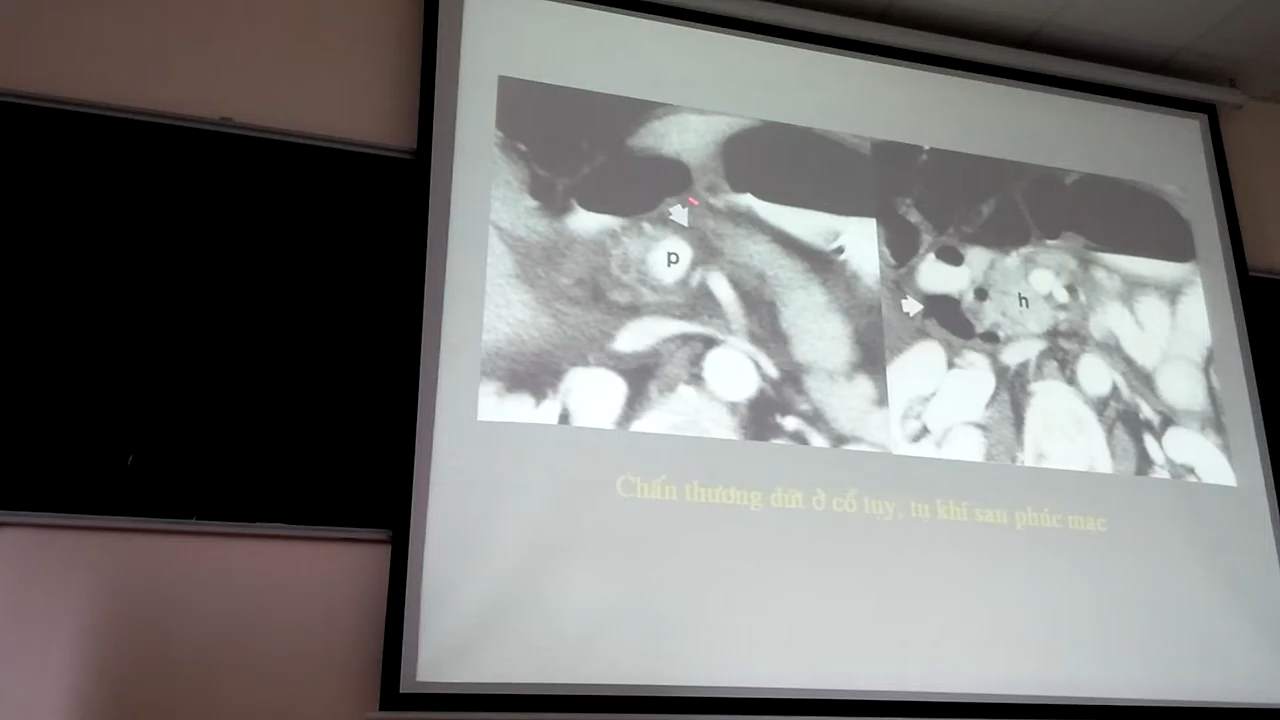 p
h
Chấn thương đứt ở cổ tụy, tụ khí sau phúc mạc